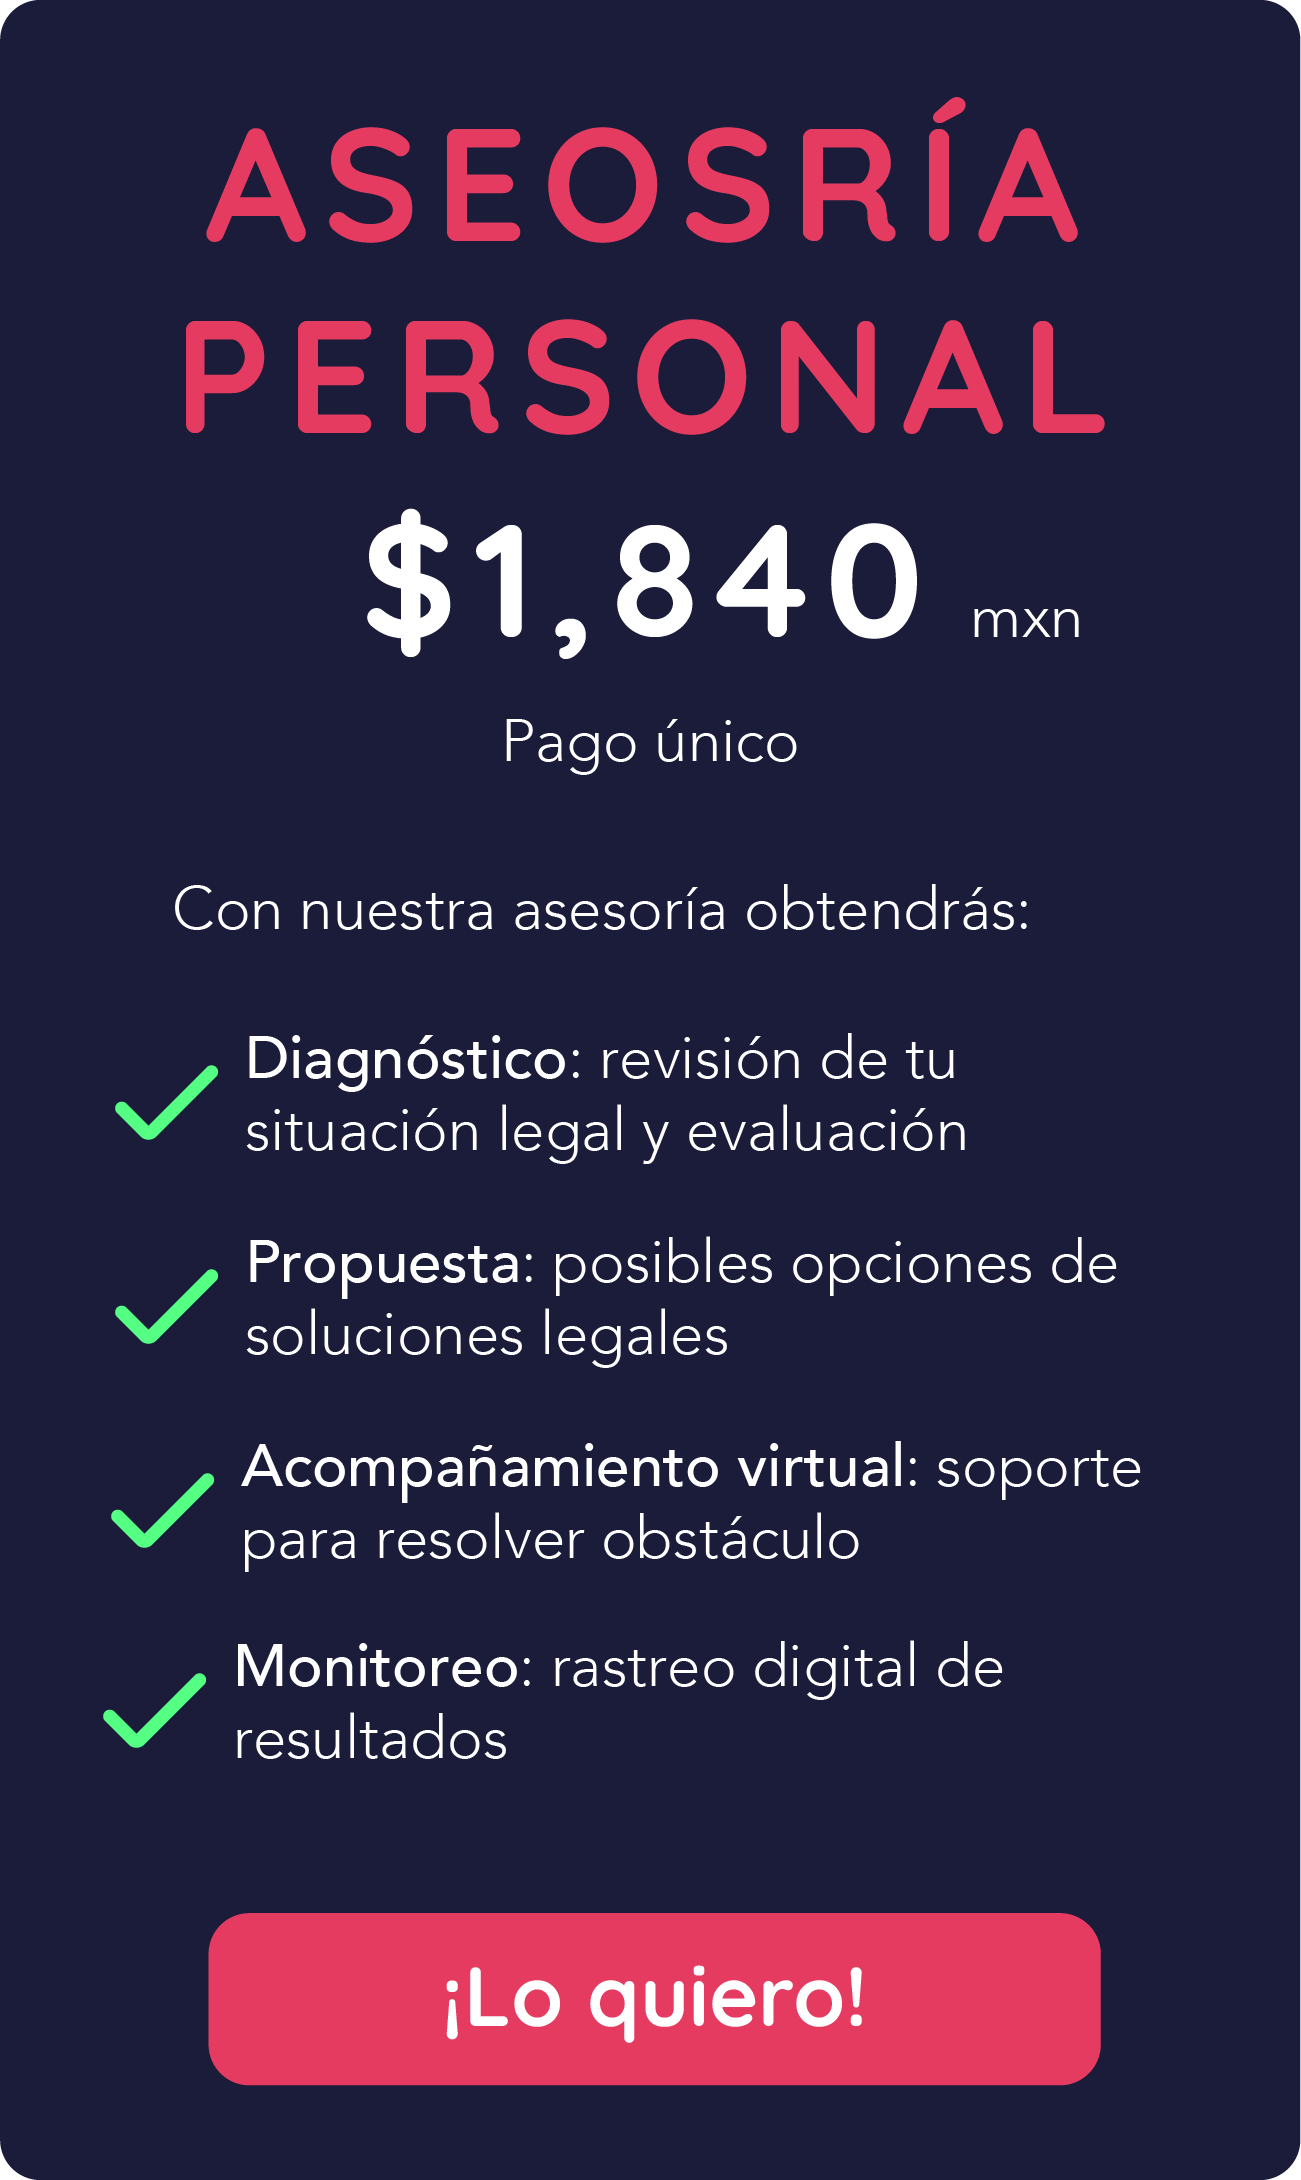 ASEOSRÍA
PERSONAL
$1,840 mxn
Pago único
Con nuestra asesoría obtendrás:
Diagnóstico: revisión de tu
situación legal y evaluación
Propuesta: posibles opciones de
soluciones legales
Acompañamiento virtual: soporte
para resolver obstáculo
Monitoreo: rastreo digital de
resultados
¡Lo quiero!